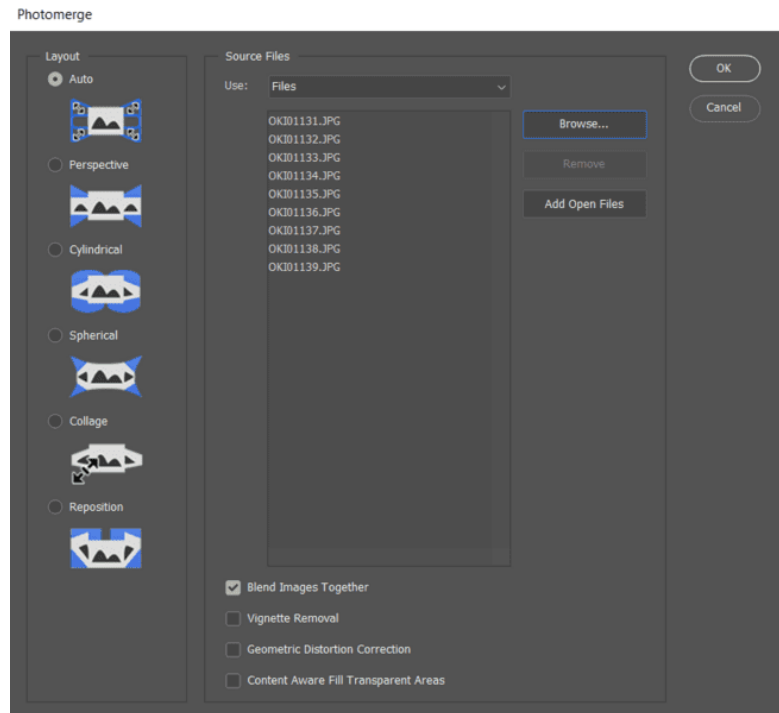 Photomerge
Layout
Auto
Perspective
Cylindrical
Spherical
Collage
Reposition
Source Files
Use: Files
OKI01131.JPG
OKI01132.JPG
OKI01133.JPG
OKI01134.JPG
OKI01135.JPG
OKI01136.JPG
OKI01137.JPG
OKI01138.JPG
OKI01139.JPG
Browse...
Remove
Add Open Files
Blend Images Together
Vignette Removal
Geometric Distortion Correction
Content Aware Fill Transparent Areas
OK
Cancel